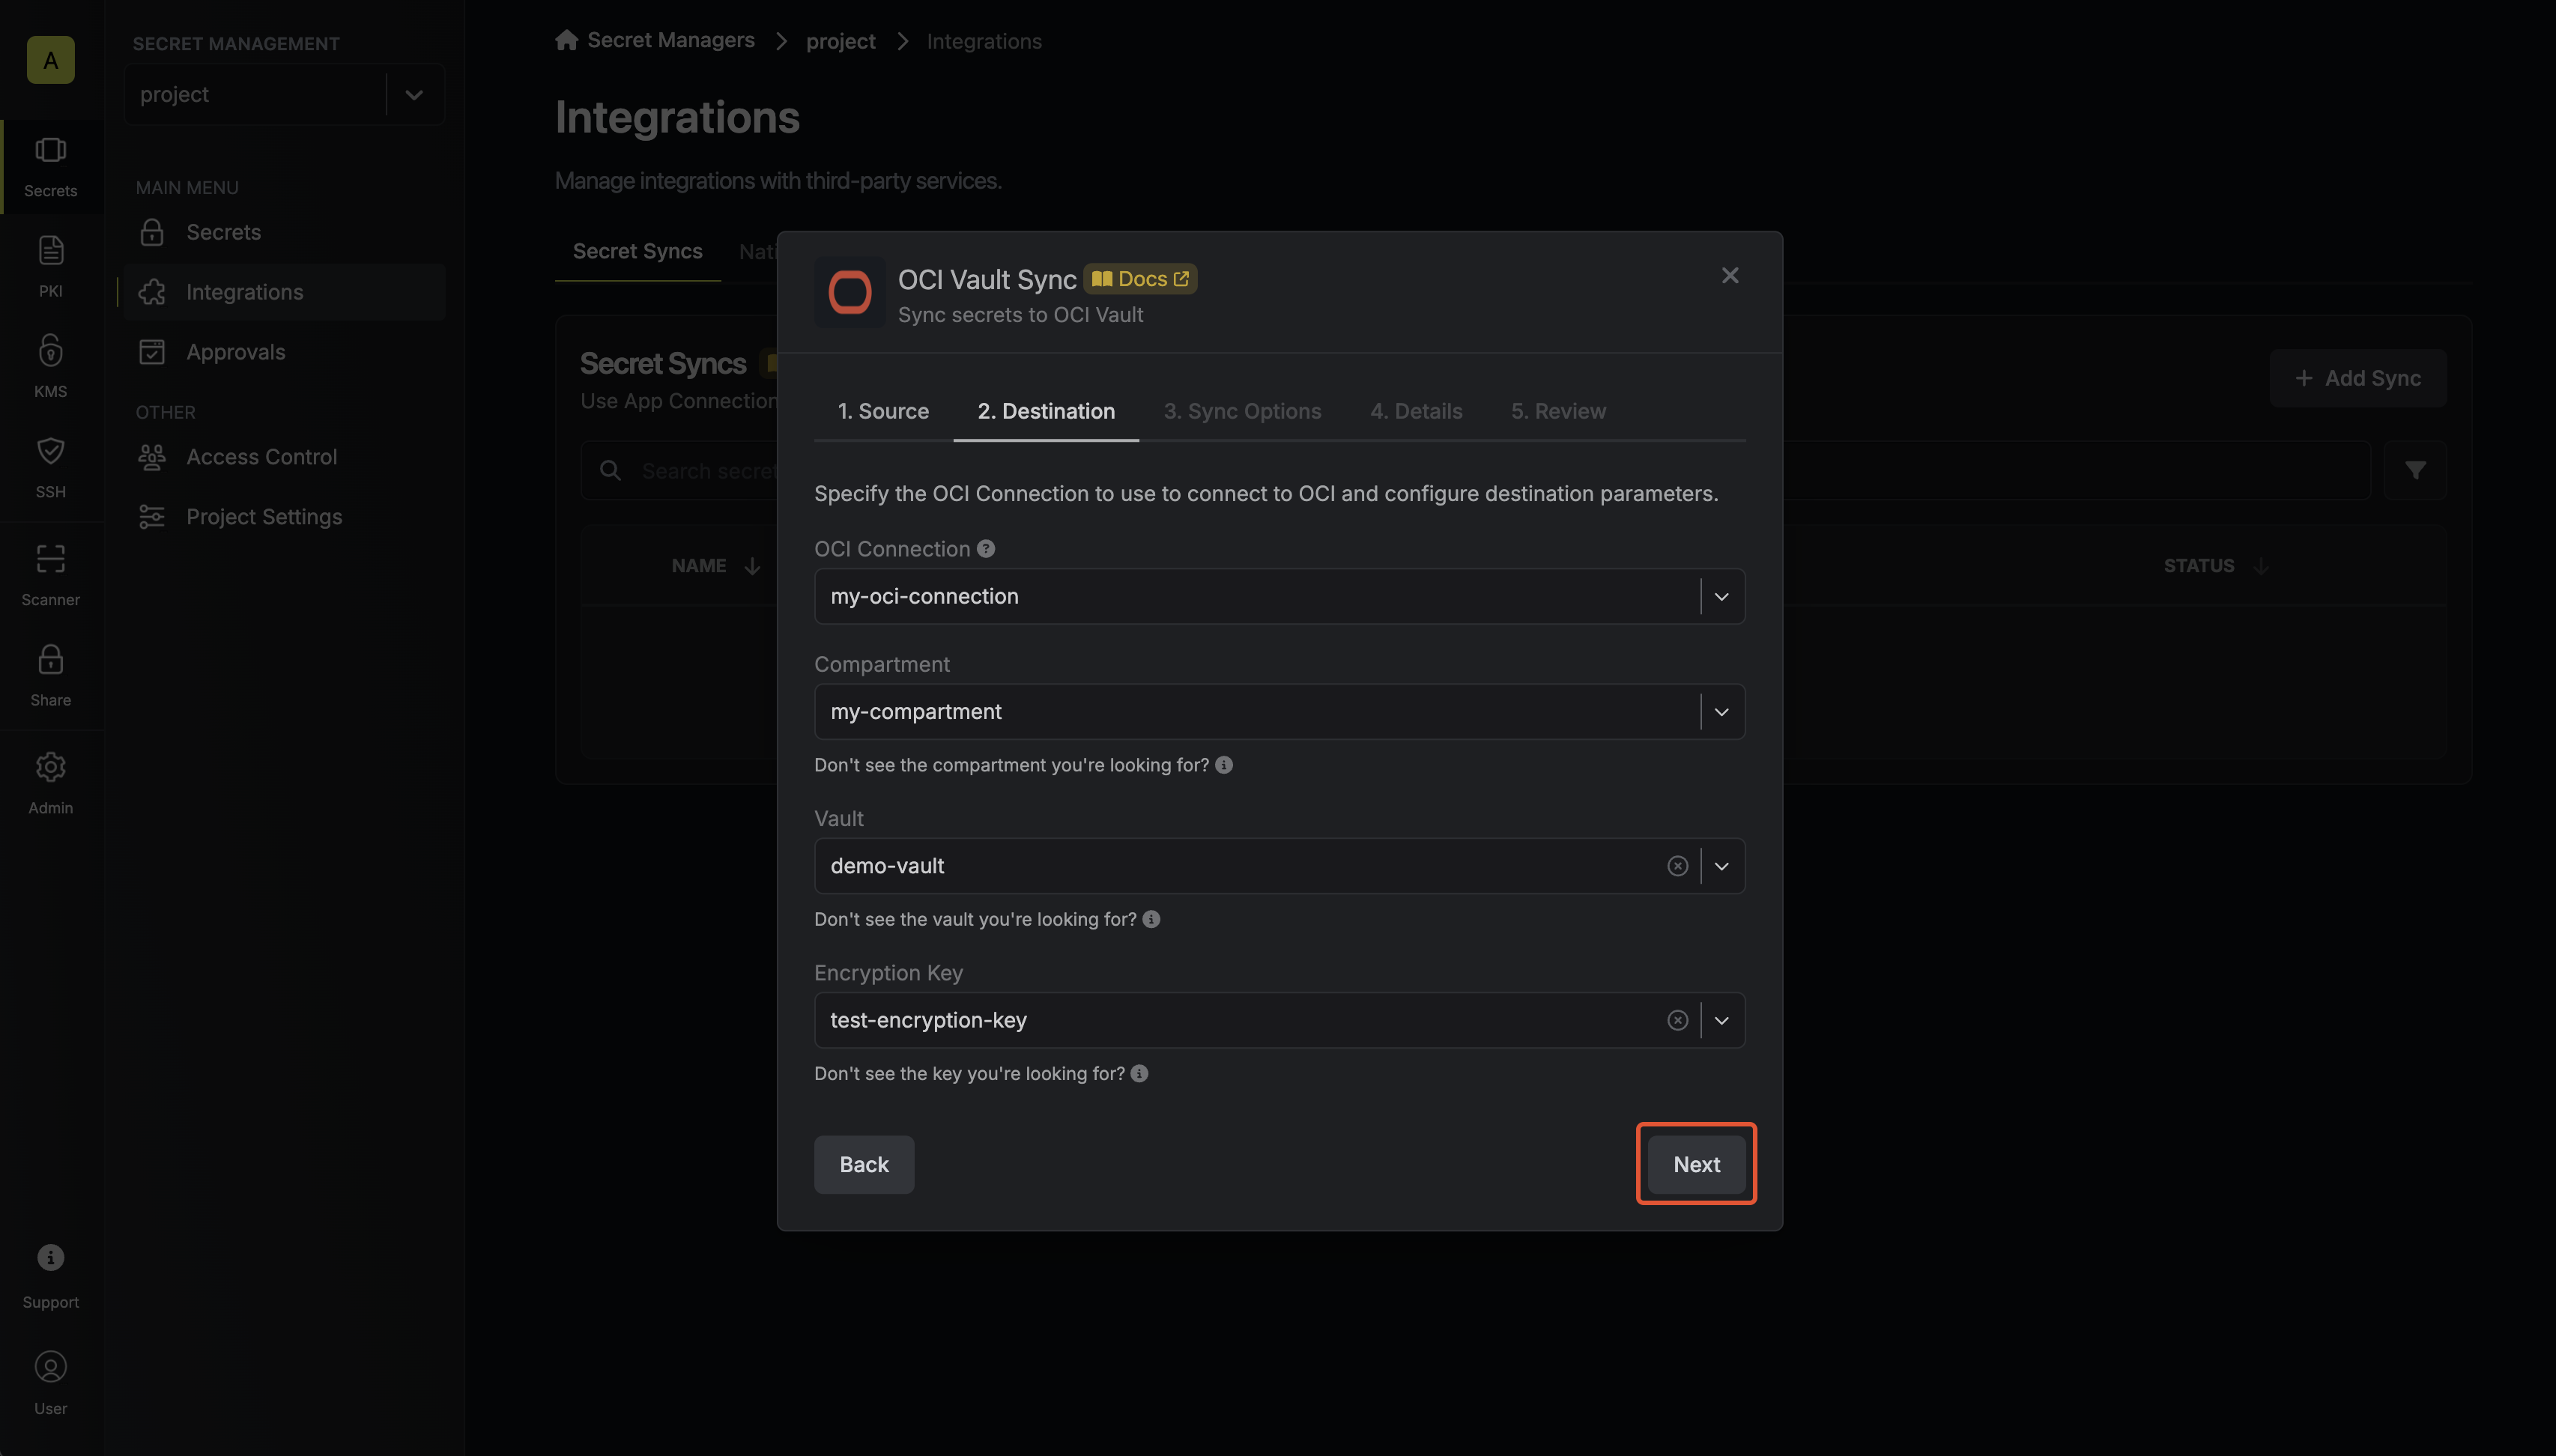 A
Secrets
PKI
KMS
SSH
Scanner
Share
Admin
Support
User
SECRET MANAGEMENT
project
MAIN MENU
Secrets
Integrations
Approvals
OTHER
Access Control
Project Settings
Secret Managers
project
Integrations
Integrations
Manage integrations with third-party services.
Secret Syncs
Secret Syncs
Use App Connection
+ Add Sync
Search secret
NAME
STATUS
OCI Vault Sync
Docs
Sync secrets to OCI Vault
1. Source
2. Destination
3. Sync Options
4. Details
5. Review
Specify the OCI Connection to use to connect to OCI and configure destination parameters.
OCI Connection
my-oci-connection
Compartment
my-compartment
Don't see the compartment you're looking for?
Vault
demo-vault
Don't see the vault you're looking for?
Encryption Key
test-encryption-key
Don't see the key you're looking for?
Back
Next